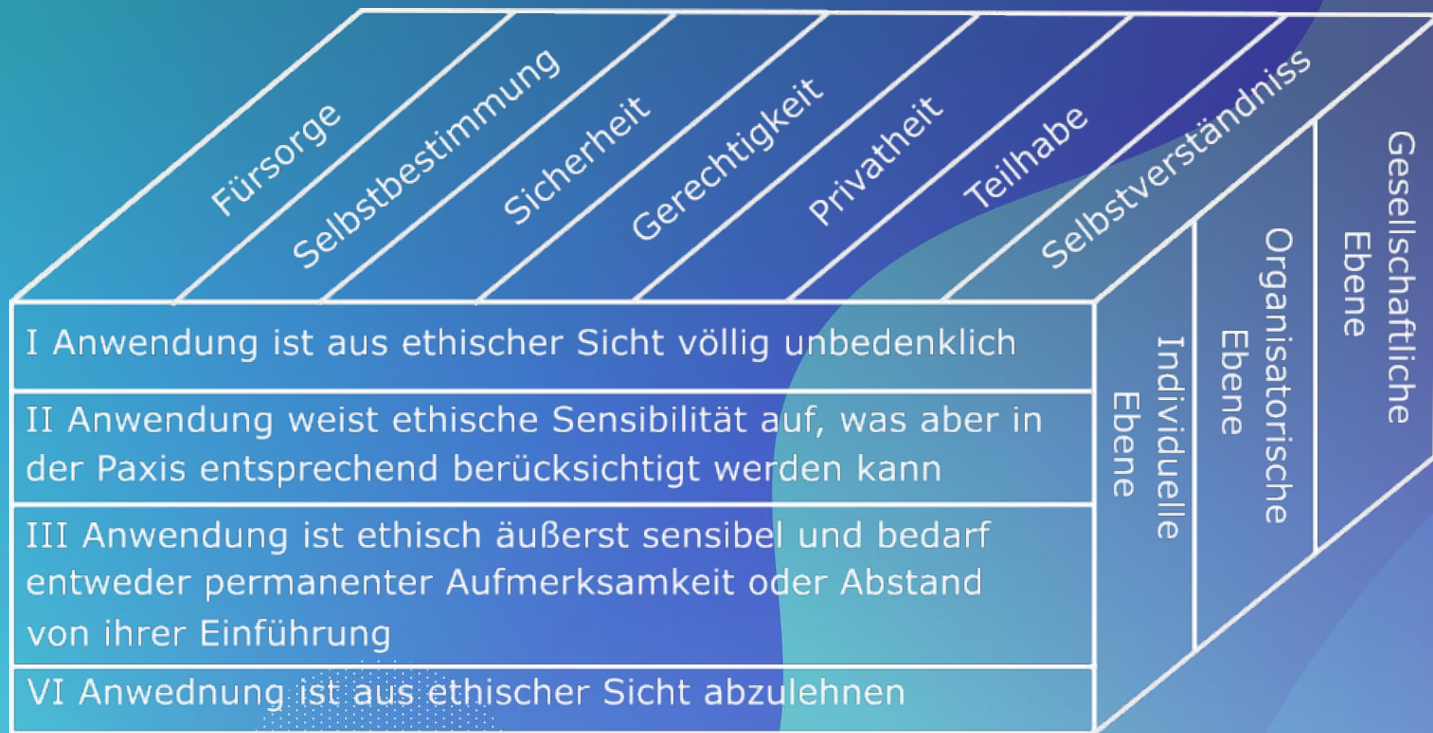 Fürsorge
Selbstbestimmung
Sicherheit
Gerechtigkeit
Privatheit
Teilhabe
Selbstverständniss
I Anwendung ist aus ethischer Sicht völlig unbedenklich
II Anwendung weist ethische Sensibilität auf, was aber in
der Paxis entsprechend berücksichtigt werden kann
III Anwendung ist ethisch äußerst sensibel und bedarf
entweder permanenter Aufmerksamkeit oder Abstand
von ihrer Einführung
VI Anwednung ist aus ethischer Sicht abzulehnen
Individuelle
Ebene
Organisatorische
Ebene
Gesellschaftliche
Ebene